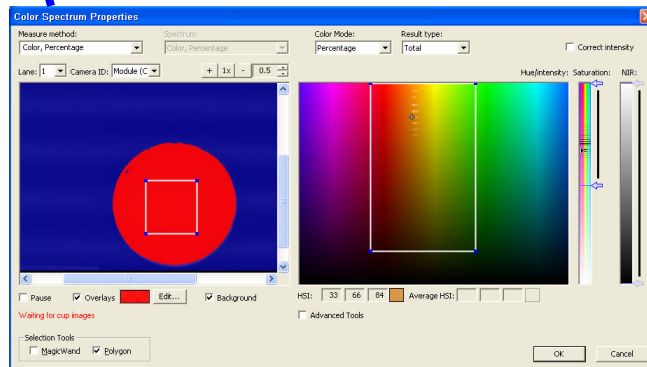 Color Spectrum Properties
Measure method: Spectrum: Color Mode: Result type:
Color, Percentage Color, Percentage Percentage Total Correct intensity
Lane: 1 Camera ID: Module (C + 1x - 0.5 Hue/intensity: Saturation: NIR:
Pause Overlays Edit... Background HSI: 33 66 84 Average HSI:
Waiting for cup images Advanced Tools
Selection Tools
MagicWand Polygon
OK Cancel